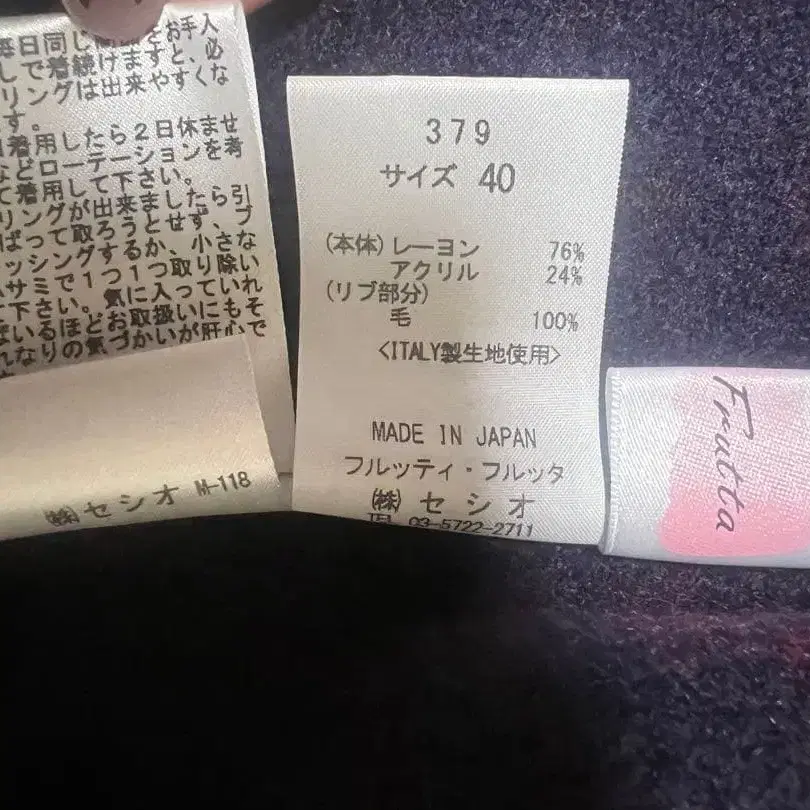 毎日同じ お手入
しで着続けますと、必
リングは出来やすくな
す。
着用したら2日休ませ
などローテーションを考
て着用して下さい。
リングが出来ましたら引
ばって取ろうとせず、ブ
ッシングするか、小さな
サミで1つ1つ取り除い
下さい。気に入っていれ
ばいるほどお取扱いにもそ
れなりの気づかいが肝心で
㈱セシオ M-118
379
サイズ 40
(本体) レーヨン 76%
アクリル 24%
(リブ部分)
毛 100%
<ITALY製生地使用>
MADE IN JAPAN
フルッティ・フルッタ
㈱ セシオ
TEL 03-5722-2711
Frutta